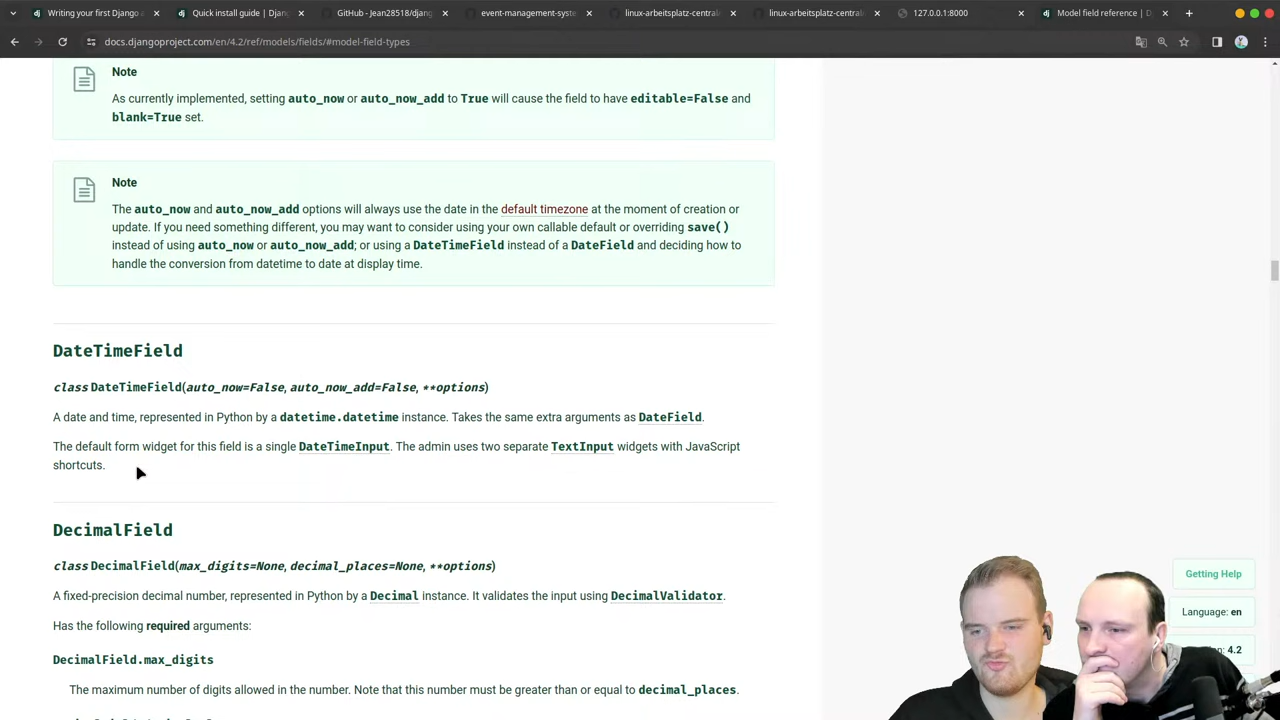 Writing your first Django a
Quick install guide | Djang
GitHub - Jean28518/djang
event-management-syste
linux-arbeitsplatz-central
linux-arbeitsplatz-central
127.0.0.1:8000
Model field reference | D
docs.djangoproject.com/en/4.2/ref/models/fields/#model-field-types
Note
As currently implemented, setting auto_now or auto_now_add to True will cause the field to have editable=False and
blank=True set.
Note
The auto_now and auto_now_add options will always use the date in the default timezone at the moment of creation or
update. If you need something different, you may want to consider using your own callable default or overriding save()
instead of using auto_now or auto_now_add; or using a DateTimeField instead of a DateField and deciding how to
handle the conversion from datetime to date at display time.
DateTimeField
class DateTimeField(auto_now=False, auto_now_add=False, **options)
A date and time, represented in Python by a datetime.datetime instance. Takes the same extra arguments as DateField.
The default form widget for this field is a single DateTimeInput. The admin uses two separate TextInput widgets with JavaScript
shortcuts.
DecimalField
class DecimalField(max_digits=None, decimal_places=None, **options)
A fixed-precision decimal number, represented in Python by a Decimal instance. It validates the input using DecimalValidator.
Has the following required arguments:
DecimalField.max_digits
The maximum number of digits allowed in the number. Note that this number must be greater than or equal to decimal_places.
Getting Help
Language: en
4.2